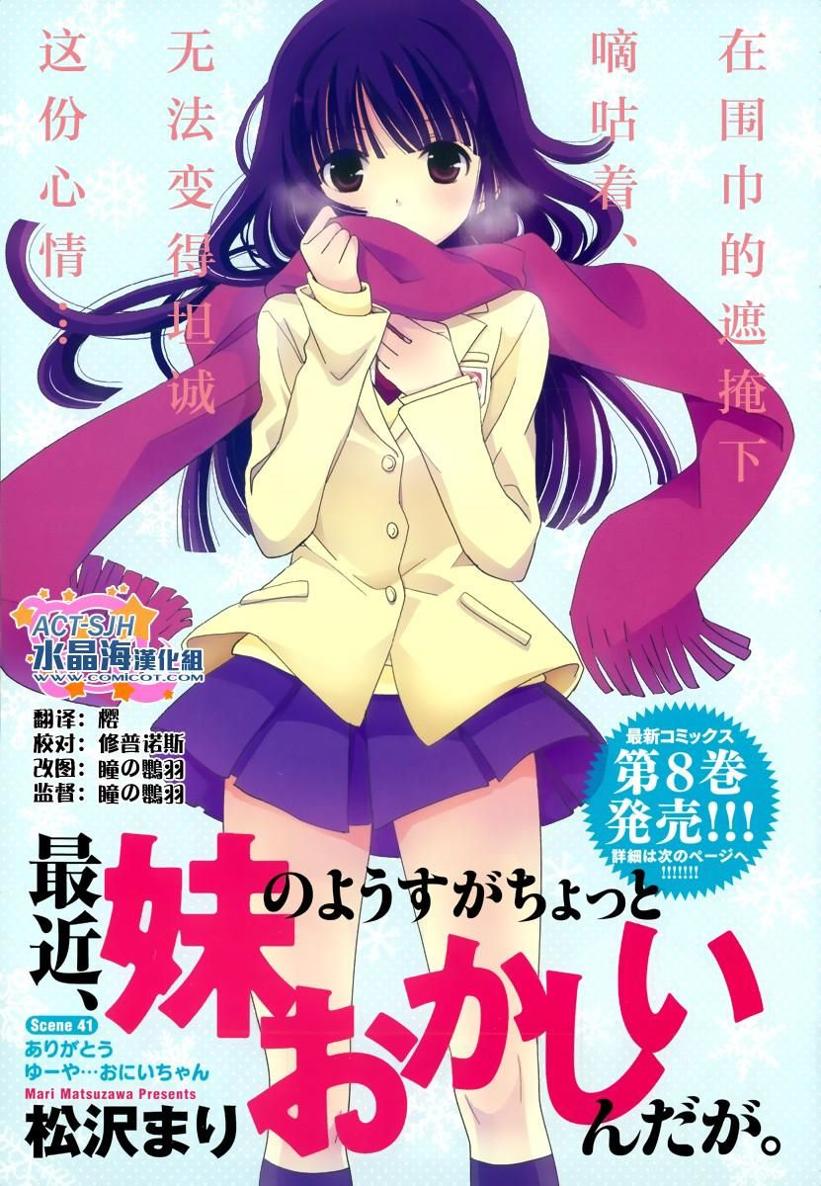 在围巾的遮掩下
嘀咕着、
无法变得坦诚
这份心情…
ACT-SJH
水晶海漢化組
WWW.COMICOT.COM
翻译：樱
校对：修普诺斯
改图：瞳の鸚羽
监督：瞳の鸚羽
最新コミックス
第8巻
発売!!!
詳細は次のページへ
!!!!!!!
最近、妹のようすがちょっと
おかしいんだが。
Scene 41
ありがとう
ゆーや…おにいちゃん
Mari Matsuzawa Presents
松沢まり